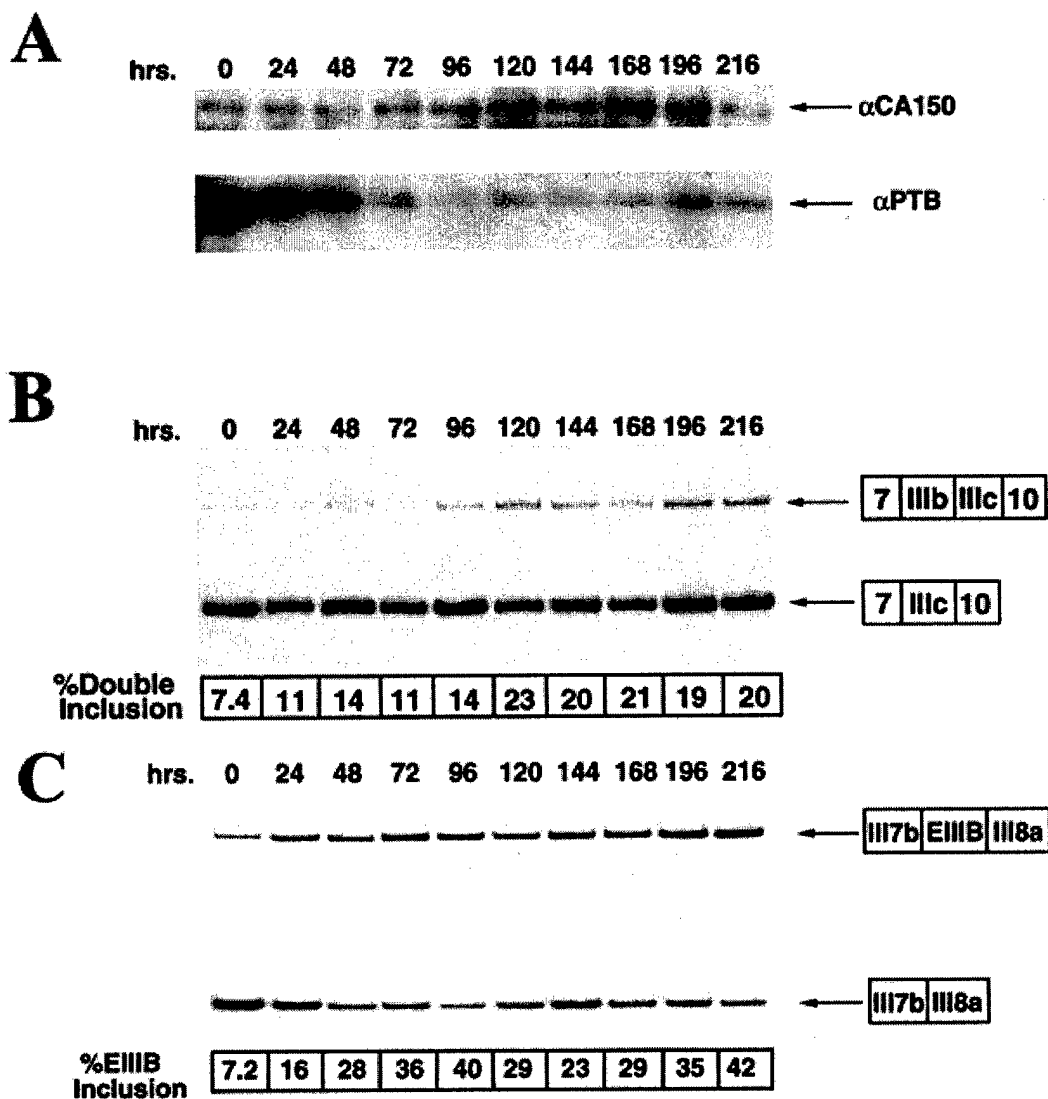 A
hrs. 0 24 48 72 96 120 144 168 196 216
αCA150
αPTB
B
hrs. 0 24 48 72 96 120 144 168 196 216
7 IIIb IIIc 10
7 IIIc 10
%Double
Inclusion 7.4 11 14 11 14 23 20 21 19 20
C
hrs. 0 24 48 72 96 120 144 168 196 216
III7b EIIIB III8a
III7b III8a
%EIIIB
Inclusion 7.2 16 28 36 40 29 23 29 35 42